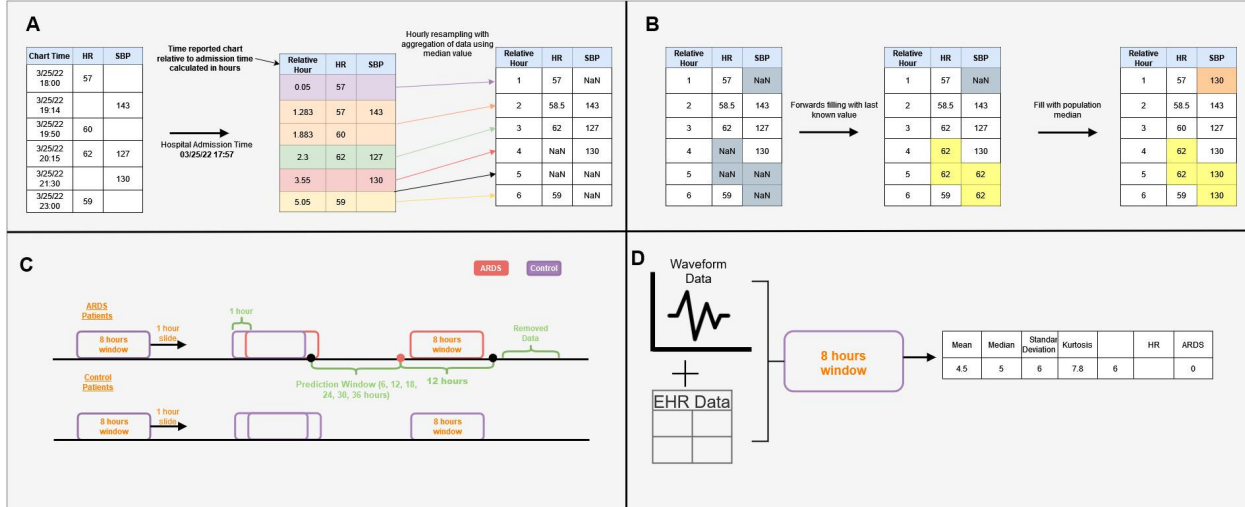 A
Chart Time HR SBP
3/25/22
18:00 57
3/25/22
19:14 143
3/25/22
19:50 60
3/25/22
20:15 62 127
3/25/22
21:30 130
3/25/22
23:00 59
Time reported chart
relative to admission time
calculated in hours
Hospital Admission Time
03/25/22 17:57
Relative
Hour HR SBP
0.05 57
1.283 57 143
1.883 60
2.3 62 127
3.55 130
5.05 59
Hourly resampling with
aggregation of data using
median value
Relative
Hour HR SBP
1 57 NaN
2 58.5 143
3 62 127
4 NaN 130
5 NaN NaN
6 59 NaN
B
Relative
Hour HR SBP
1 57 NaN
2 58.5 143
3 62 127
4 NaN 130
5 NaN NaN
6 59 NaN
Forwards filling with last
known value
Relative
Hour HR SBP
1 57 NaN
2 58.5 143
3 62 127
4 62 130
5 62 62
6 59 62
Fill with population
median
Relative
Hour HR SBP
1 57 130
2 58.5 143
3 60 127
4 62 130
5 62 130
6 59 130
C
ARDS Control
ARDS
Patients
8 hours
window
1 hour
slide
1 hour
8 hours
window
Removed
Data
Prediction Window (6, 12, 18,
24, 30, 36 hours)
12 hours
Control
Patients
8 hours
window
1 hour
slide
8 hours
window
D
Waveform
Data
EHR Data
8 hours
window
Mean Median Standar
Deviation Kurtosis HR ARDS
4.5 5 6 7.8 6 0